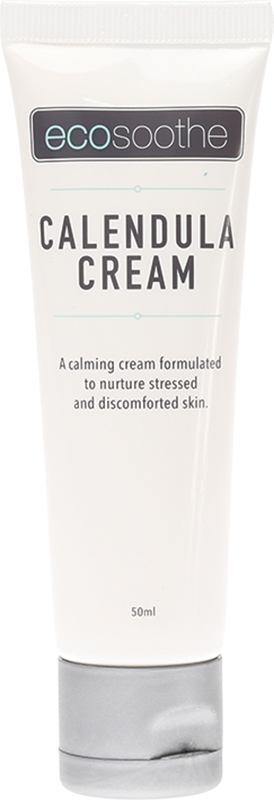 ecosoothe
CALENDULA
CREAM
A calming cream formulated
to nurture stressed
and discomforted skin.
50ml